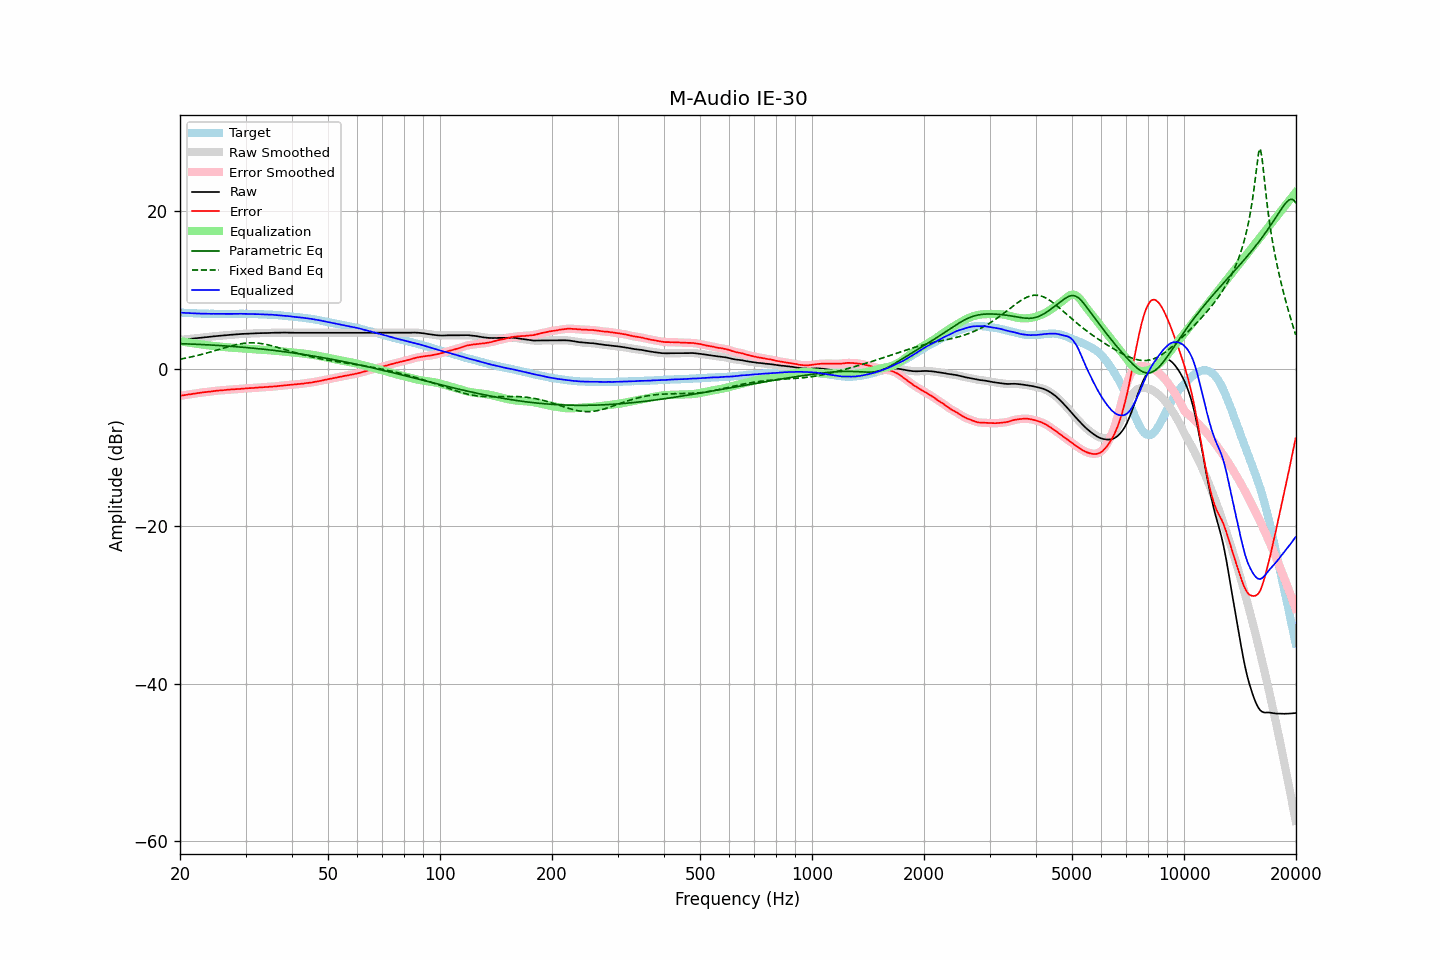 M-Audio IE-30
Target
Raw Smoothed
Error Smoothed
Raw
Error
Equalization
Parametric Eq
Fixed Band Eq
Equalized
20
0
−20
−40
−60
Amplitude (dBr)
20
50
100
200
500
1000
2000
5000
10000
20000
Frequency (Hz)